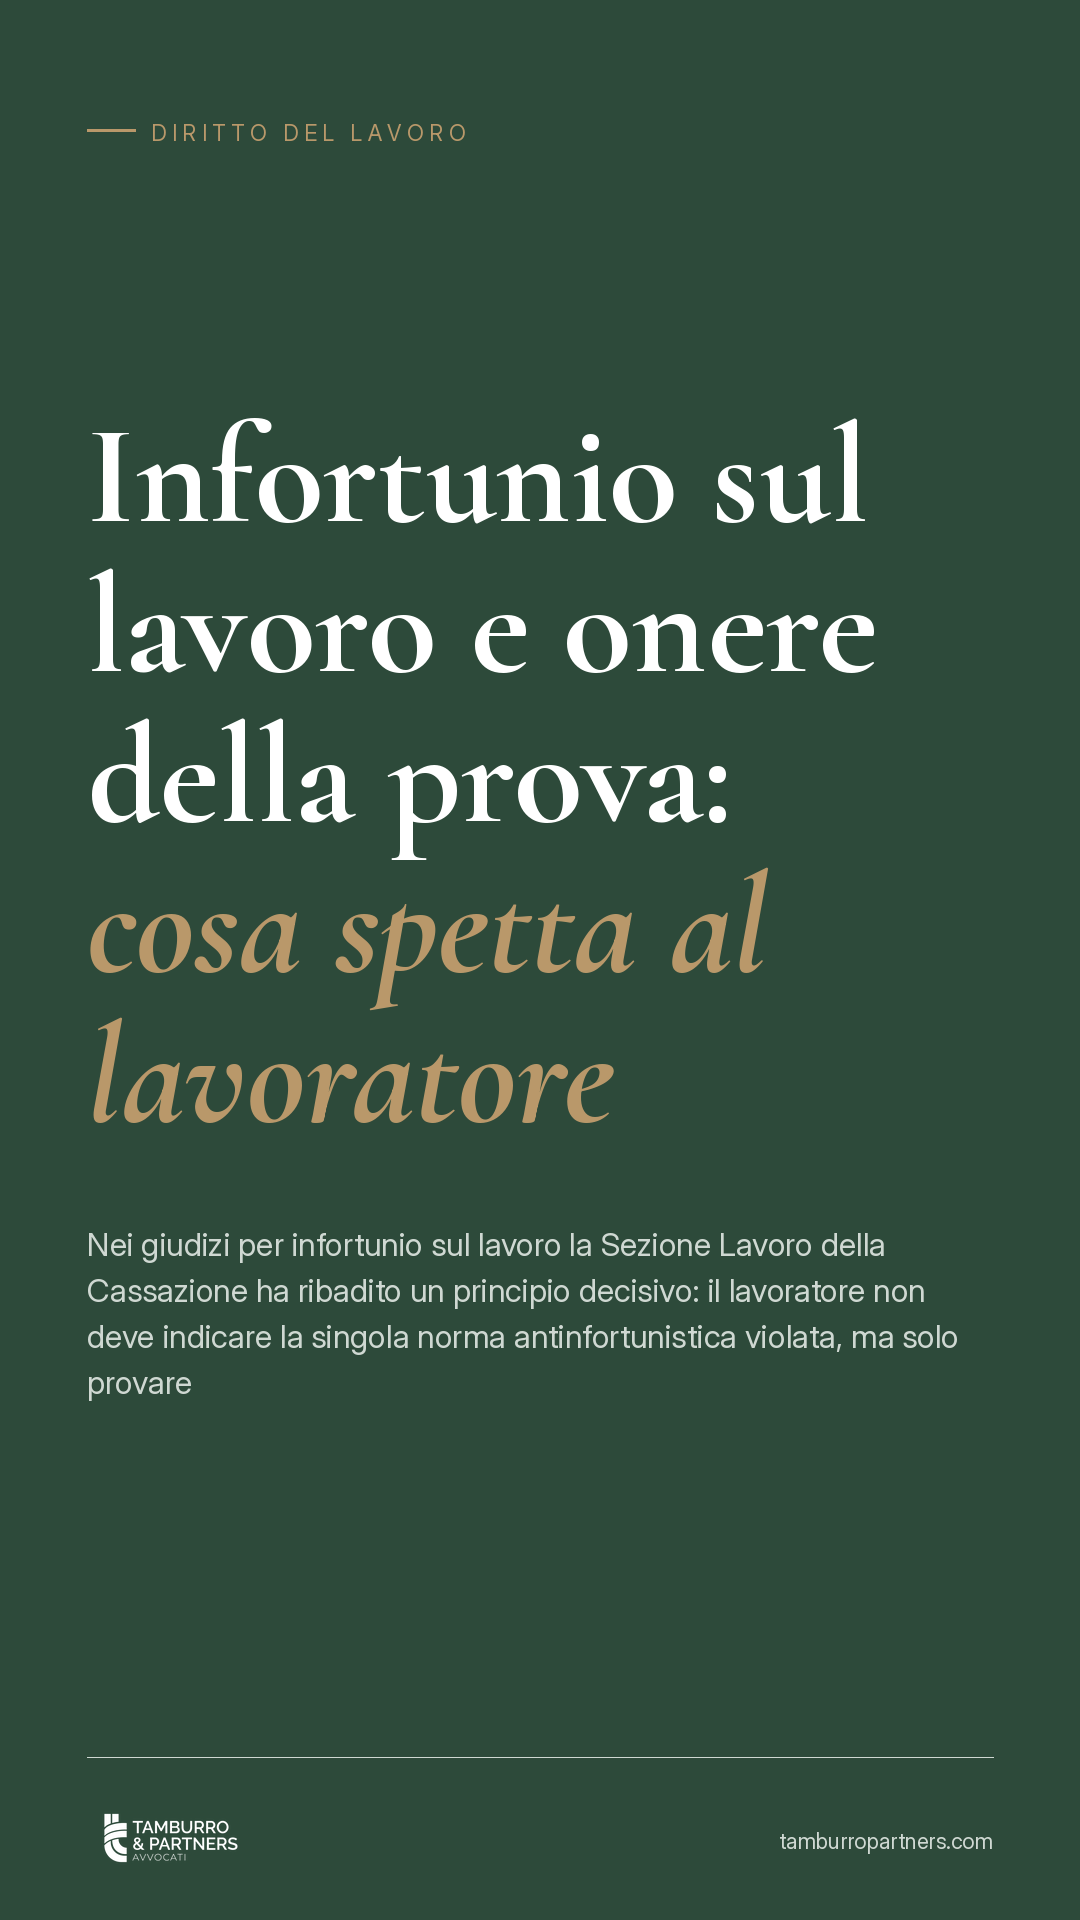 DIRITTO DEL LAVORO
Infortunio sul
lavoro e onere
della prova:
cosa spetta al
lavoratore
Nei giudizi per infortunio sul lavoro la Sezione Lavoro della
Cassazione ha ribadito un principio decisivo: il lavoratore non
deve indicare la singola norma antinfortunistica violata, ma solo
provare
TAMBURRO
& PARTNERS
AVVOCATI
tamburropartners.com